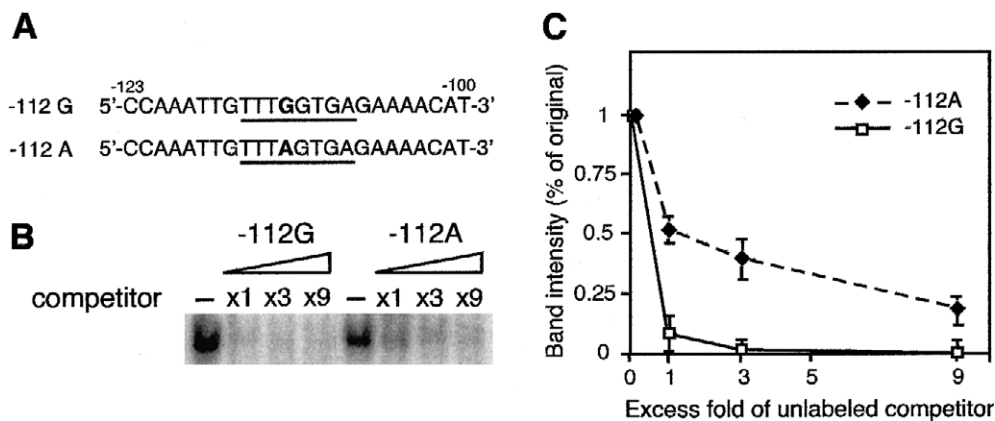 A
-123 -100
-112 G 5'-CCAAATTGTTTGGTGAGAAAACAT-3'
-112 A 5'-CCAAATTGTTTAGTGAGAAAACAT-3'
B
-112G -112A
competitor – x1 x3 x9 – x1 x3 x9
C
Band intensity (% of original)
1
0.75
0.5
0.25
0
-112A
-112G
0 1 3 5 9
Excess fold of unlabeled competitor